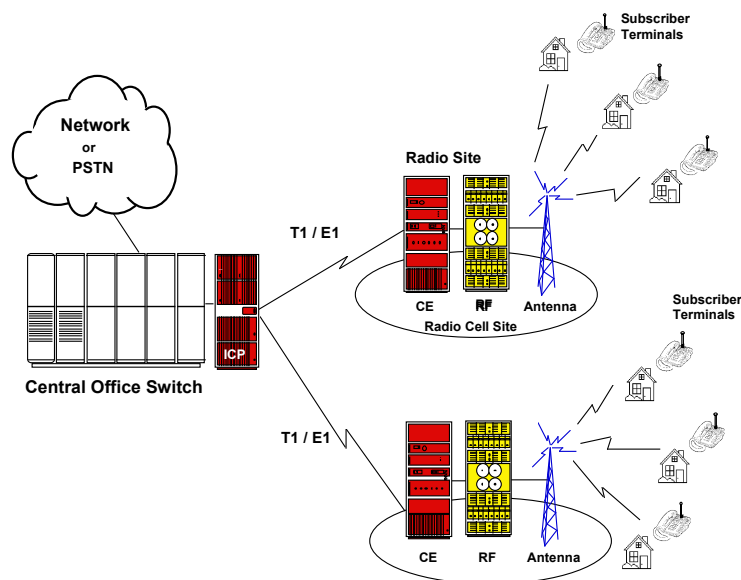 Subscriber
Terminals
Network
or
PSTN
Radio Site
T1 / E1
CE
RF
Antenna
Radio Cell Site
ICP
Central Office Switch
Subscriber
Terminals
T1 / E1
CE
RF
Antenna